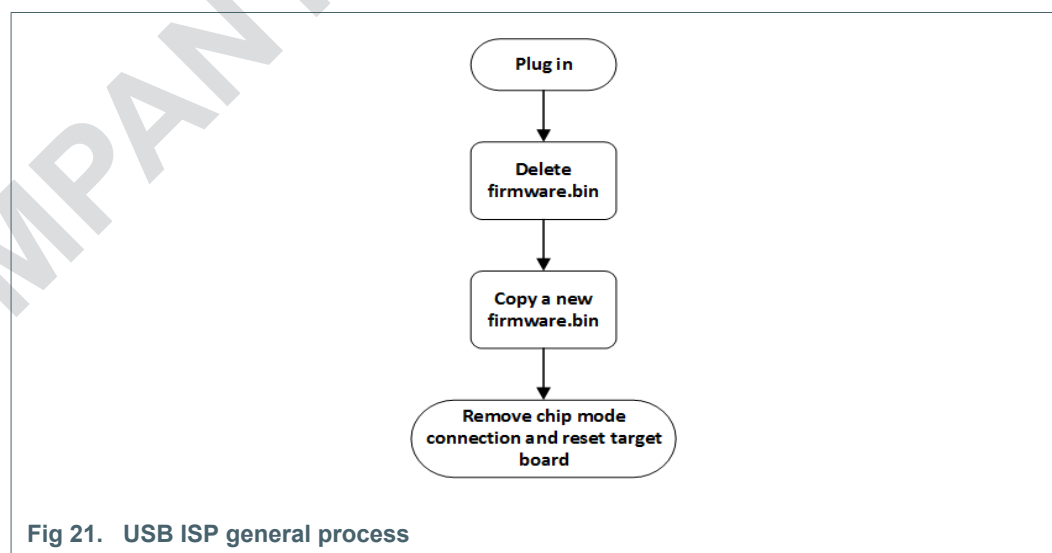 Plug in
Delete
firmware.bin
Copy a new
firmware.bin
Remove chip mode
connection and reset target
board
Fig 21. USB ISP general process